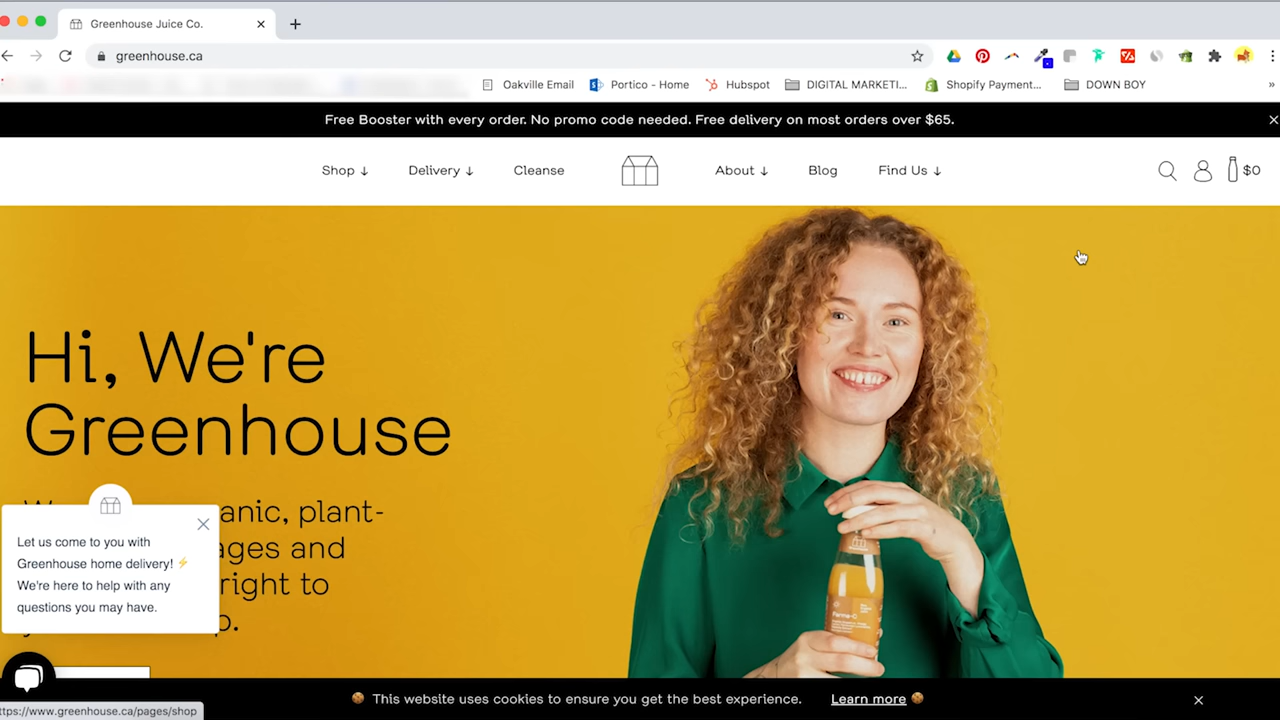 Greenhouse Juice Co.
greenhouse.ca
Oakville Email
Portico - Home
Hubspot
DIGITAL MARKETI...
Shopify Payment...
DOWN BOY
»
Free Booster with every order. No promo code needed. Free delivery on most orders over $65.
Shop ↓
Delivery ↓
Cleanse
About ↓
Blog
Find Us ↓
$0
Hi, We're
Greenhouse
anic, plant-
ages and
right to
p.
Let us come to you with
Greenhouse home delivery! ⚡
We're here to help with any
questions you may have.
Ferme-C
This website uses cookies to ensure you get the best experience. Learn more
ttps://www.greenhouse.ca/pages/shop